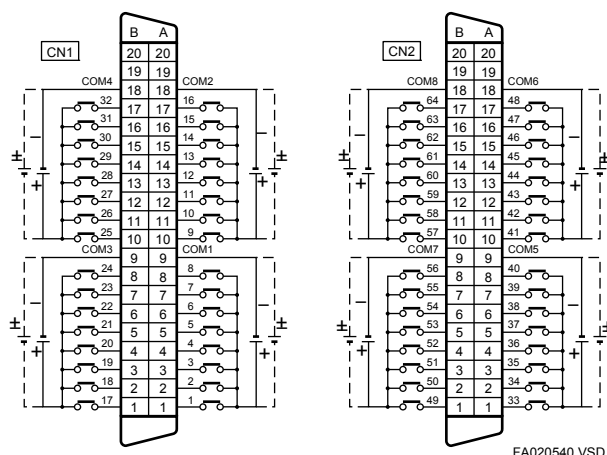 B A B A
CN1 20 20 CN2 20 20
19 19 19 19
COM4 18 18 COM2 COM8 18 18 COM6
32 17 17 16 64 17 17 48
31 16 16 15 63 16 16 47
− 30 15 15 14 − − 62 15 15 46 −
± 29 14 14 13 ± ± 61 14 14 45 ±
+ 28 13 13 12 + + 60 13 13 44 +
27 12 12 11 59 12 12 43
26 11 11 10 58 11 11 42
25 10 10 9 57 10 10 41
COM3 9 9 COM1 COM7 9 9 COM5
24 8 8 8 56 8 8 40
− 23 7 7 7 − − 55 7 7 39 −
22 6 6 6 54 6 6 38
± 21 5 5 5 ± ± 53 5 5 37 ±
+ 20 4 4 4 + + 52 4 4 36 +
19 3 3 3 51 3 3 35
18 2 2 2 50 2 2 34
17 1 1 1 49 1 1 33
FA020540.VSD